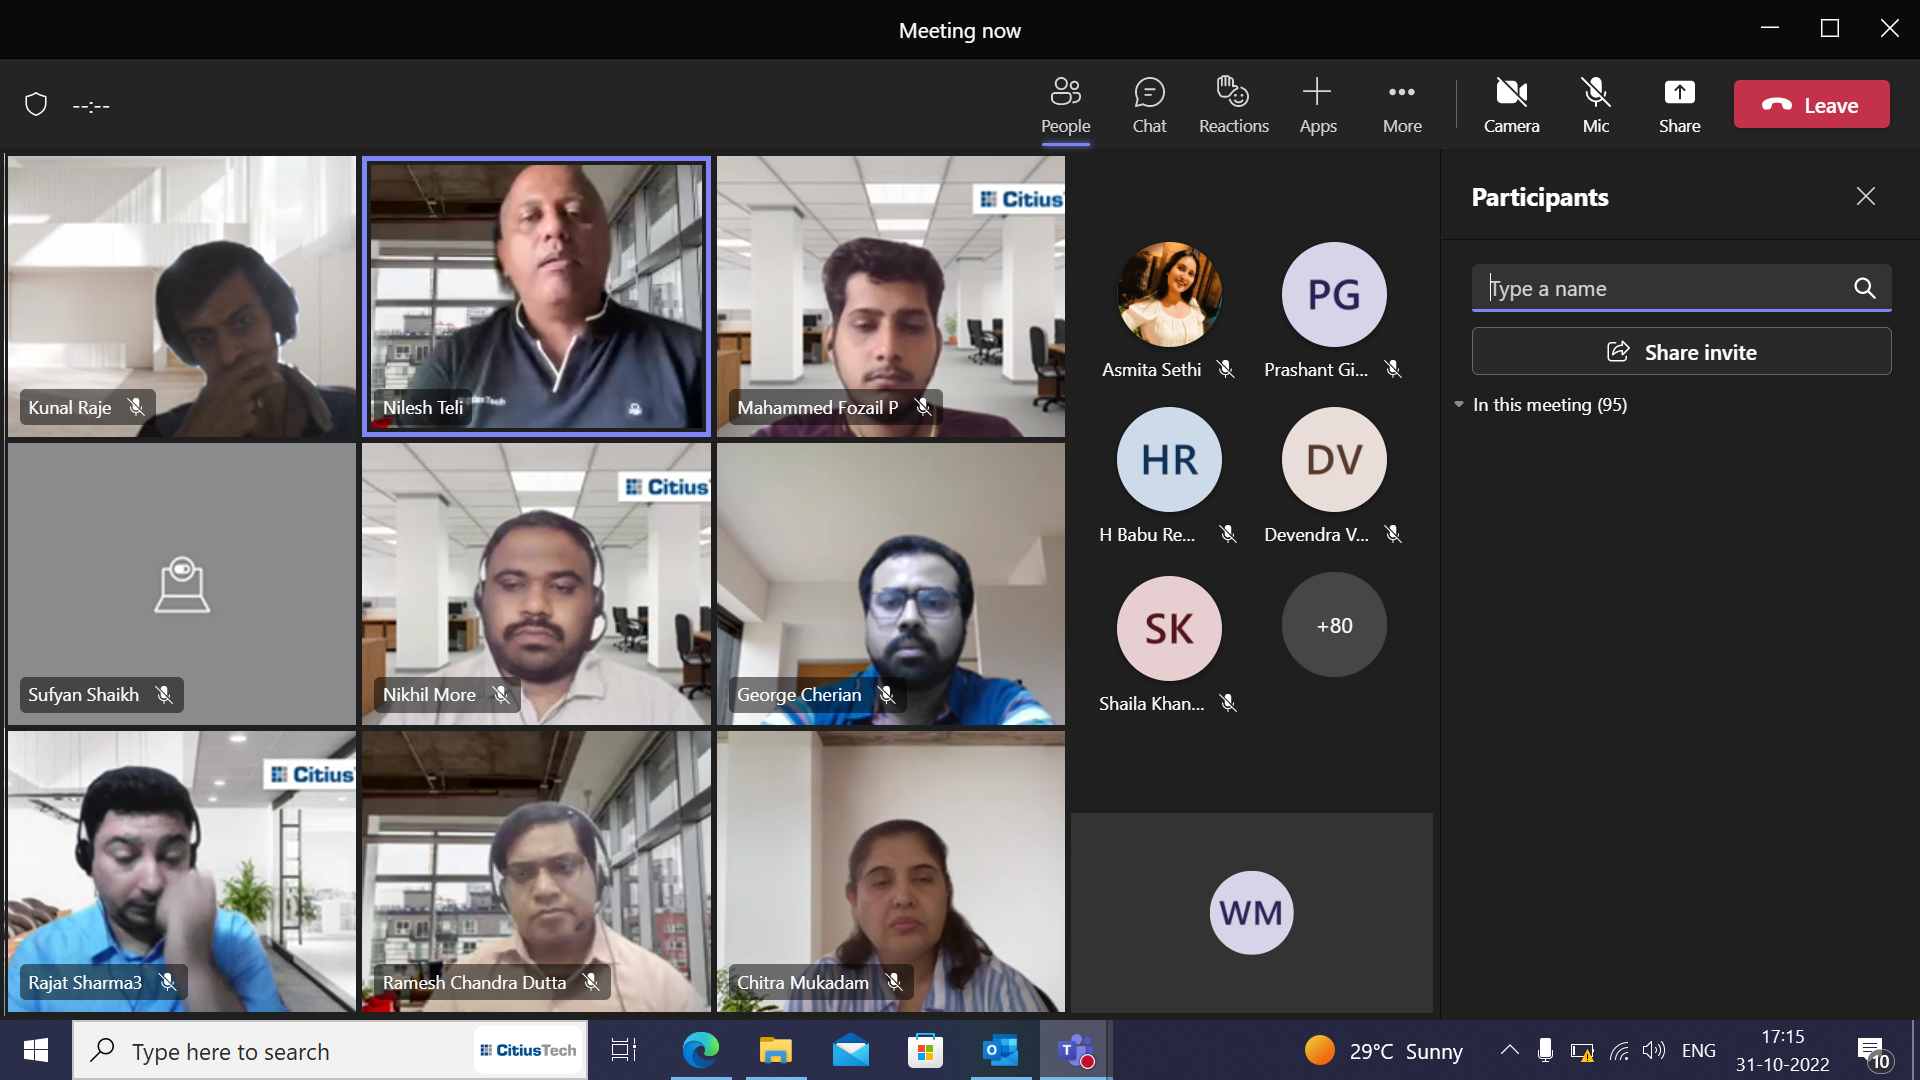 Meeting now
--:--
People
Chat
Reactions
Apps
More
Camera
Mic
Share
Leave
Kunal Raje
Nilesh Teli
Citius
Mahammed Fozail P
Sufyan Shaikh
Citius
Nikhil More
George Cherian
Citius
Rajat Sharma3
Ramesh Chandra Dutta
Chitra Mukadam
Asmita Sethi
PG
Prashant Gi...
HR
H Babu Re...
DV
Devendra V...
SK
Shaila Khan...
+80
WM
Participants
Type a name
Share invite
In this meeting (95)
Type here to search
CitiusTech
29°C Sunny
ENG
17:15
31-10-2022
10